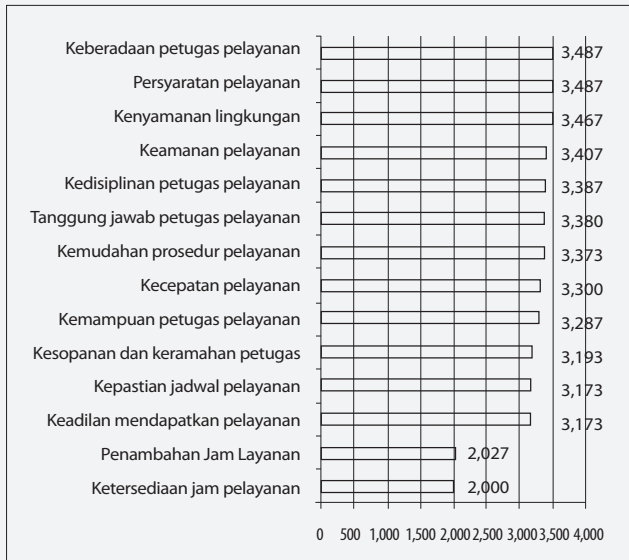 Keberadaan petugas pelayanan 3,487
Persyaratan pelayanan 3,487
Kenyamanan lingkungan 3,467
Keamanan pelayanan 3,407
Kedisiplinan petugas pelayanan 3,387
Tanggung jawab petugas pelayanan 3,380
Kemudahan prosedur pelayanan 3,373
Kecepatan pelayanan 3,300
Kemampuan petugas pelayanan 3,287
Kesopanan dan keramahan petugas 3,193
Kepastian jadwal pelayanan 3,173
Keadilan mendapatkan pelayanan 3,173
Penambahan Jam Layanan 2,027
Ketersediaan jam pelayanan 2,000
0 500 1,000 1,500 2,000 2,500 3,000 3,500 4,000